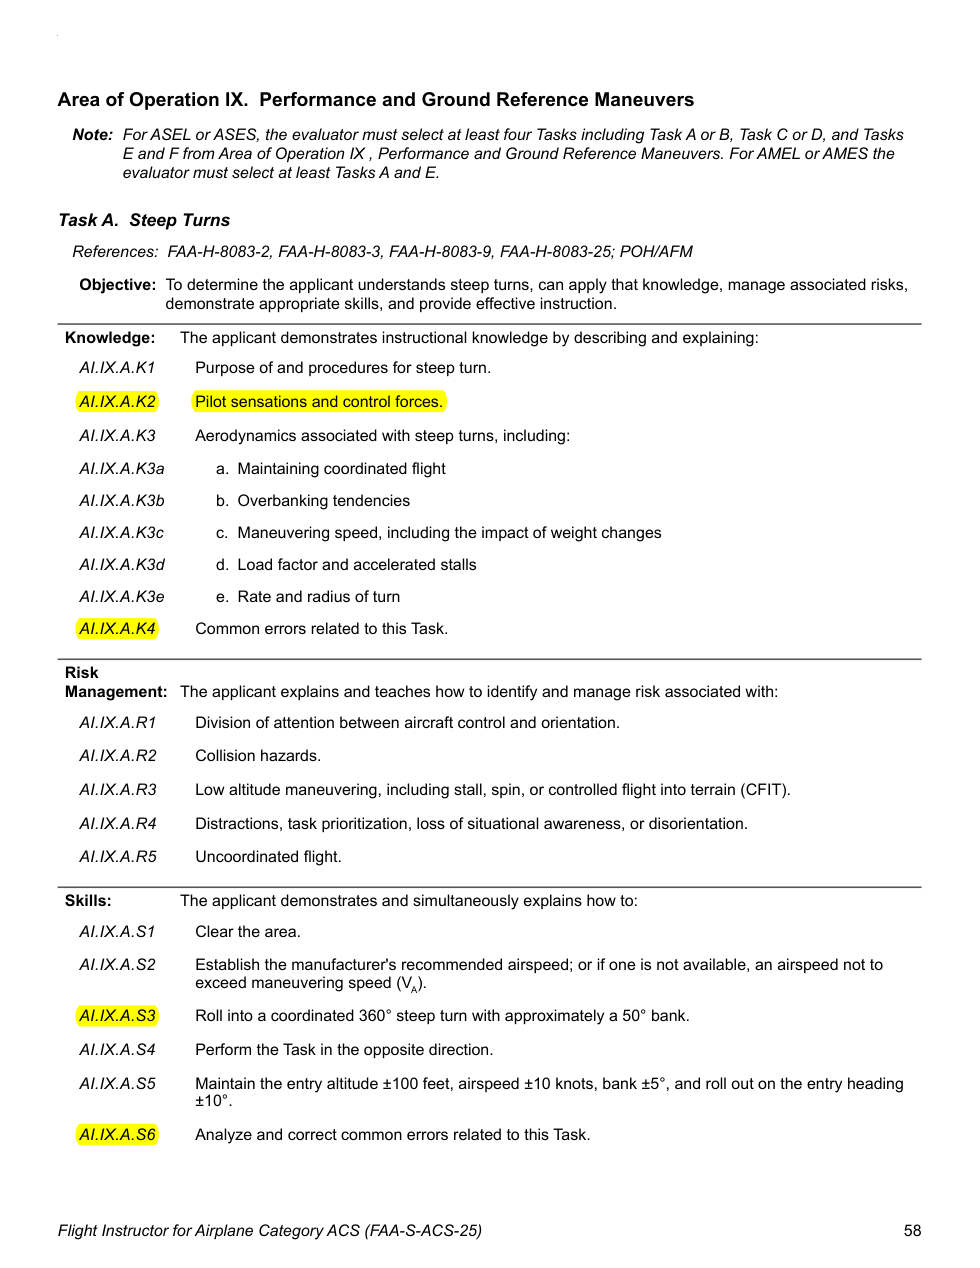 Area of Operation IX.  Performance and Ground Reference Maneuvers
Note: For ASEL or ASES, the evaluator must select at least four Tasks including Task A or B, Task C or D, and Tasks
E and F from Area of Operation IX , Performance and Ground Reference Maneuvers. For AMEL or AMES the
evaluator must select at least Tasks A and E.
Task A.  Steep Turns
References:  FAA-H-8083-2, FAA-H-8083-3, FAA-H-8083-9, FAA-H-8083-25; POH/AFM
Objective: To determine the applicant understands steep turns, can apply that knowledge, manage associated risks,
demonstrate appropriate skills, and provide effective instruction.
Knowledge: The applicant demonstrates instructional knowledge by describing and explaining:
AI.IX.A.K1 Purpose of and procedures for steep turn.
AI.IX.A.K2 Pilot sensations and control forces.
AI.IX.A.K3 Aerodynamics associated with steep turns, including:
AI.IX.A.K3a a. Maintaining coordinated flight
AI.IX.A.K3b b. Overbanking tendencies
AI.IX.A.K3c c. Maneuvering speed, including the impact of weight changes
AI.IX.A.K3d d. Load factor and accelerated stalls
AI.IX.A.K3e e. Rate and radius of turn
AI.IX.A.K4 Common errors related to this Task.
Risk
Management: The applicant explains and teaches how to identify and manage risk associated with:
AI.IX.A.R1 Division of attention between aircraft control and orientation.
AI.IX.A.R2 Collision hazards.
AI.IX.A.R3 Low altitude maneuvering, including stall, spin, or controlled flight into terrain (CFIT).
AI.IX.A.R4 Distractions, task prioritization, loss of situational awareness, or disorientation.
AI.IX.A.R5 Uncoordinated flight.
Skills: The applicant demonstrates and simultaneously explains how to:
AI.IX.A.S1 Clear the area.
AI.IX.A.S2 Establish the manufacturer's recommended airspeed; or if one is not available, an airspeed not to
exceed maneuvering speed (VA).
AI.IX.A.S3 Roll into a coordinated 360° steep turn with approximately a 50° bank.
AI.IX.A.S4 Perform the Task in the opposite direction.
AI.IX.A.S5 Maintain the entry altitude ±100 feet, airspeed ±10 knots, bank ±5°, and roll out on the entry heading
±10°.
AI.IX.A.S6 Analyze and correct common errors related to this Task.
Flight Instructor for Airplane Category ACS (FAA-S-ACS-25) 58